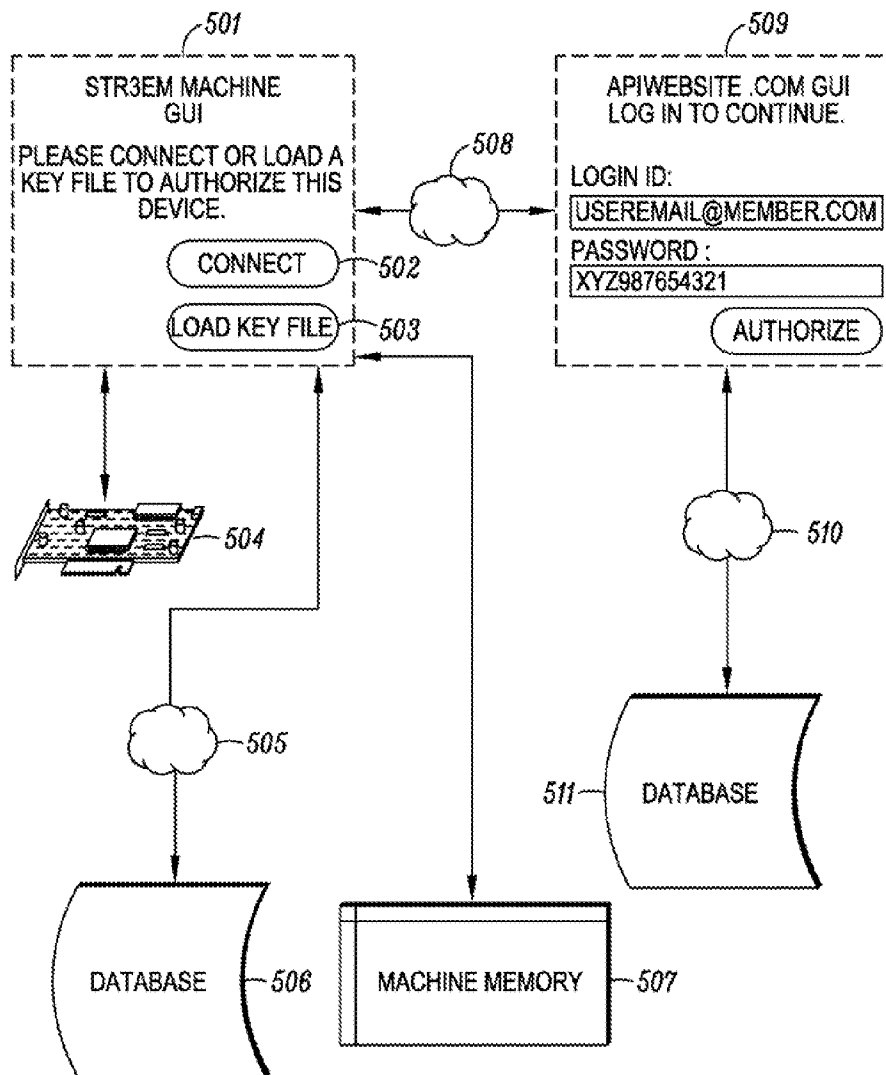 501
STR3EM MACHINE
GUI
PLEASE CONNECT OR LOAD A
KEY FILE TO AUTHORIZE THIS
DEVICE.
CONNECT
502
LOAD KEY FILE
503
508
509
APIWEBSITE .COM GUI
LOG IN TO CONTINUE.
LOGIN ID:
USEREMAIL@MEMBER.COM
PASSWORD :
XYZ987654321
AUTHORIZE
504
510
505
511
DATABASE
DATABASE
506
MACHINE MEMORY
507